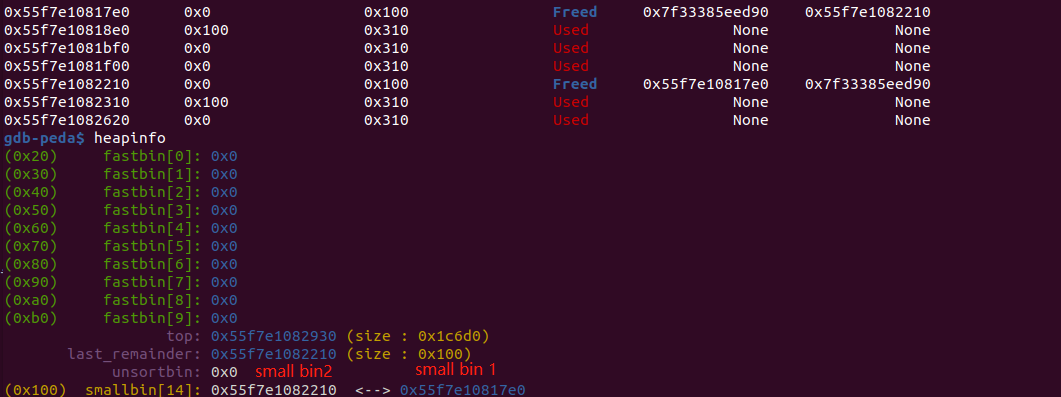 0x55f7e10817e0 0x0 0x100 Freed 0x7f33385eed90 0x55f7e1082210
0x55f7e10818e0 0x100 0x310 Used None None
0x55f7e1081bf0 0x0 0x310 Used None None
0x55f7e1081f00 0x0 0x310 Used None None
0x55f7e1082210 0x0 0x100 Freed 0x55f7e10817e0 0x7f33385eed90
0x55f7e1082310 0x100 0x310 Used None None
0x55f7e1082620 0x0 0x310 Used None None
gdb-peda$ heapinfo
(0x20) fastbin[0]: 0x0
(0x30) fastbin[1]: 0x0
(0x40) fastbin[2]: 0x0
(0x50) fastbin[3]: 0x0
(0x60) fastbin[4]: 0x0
(0x70) fastbin[5]: 0x0
(0x80) fastbin[6]: 0x0
(0x90) fastbin[7]: 0x0
(0xa0) fastbin[8]: 0x0
(0xb0) fastbin[9]: 0x0
top: 0x55f7e1082930 (size : 0x1c6d0)
last_remainder: 0x55f7e1082210 (size : 0x100)
unsortbin: 0x0 small bin2 small bin 1
(0x100) smallbin[14]: 0x55f7e1082210 <--> 0x55f7e10817e0